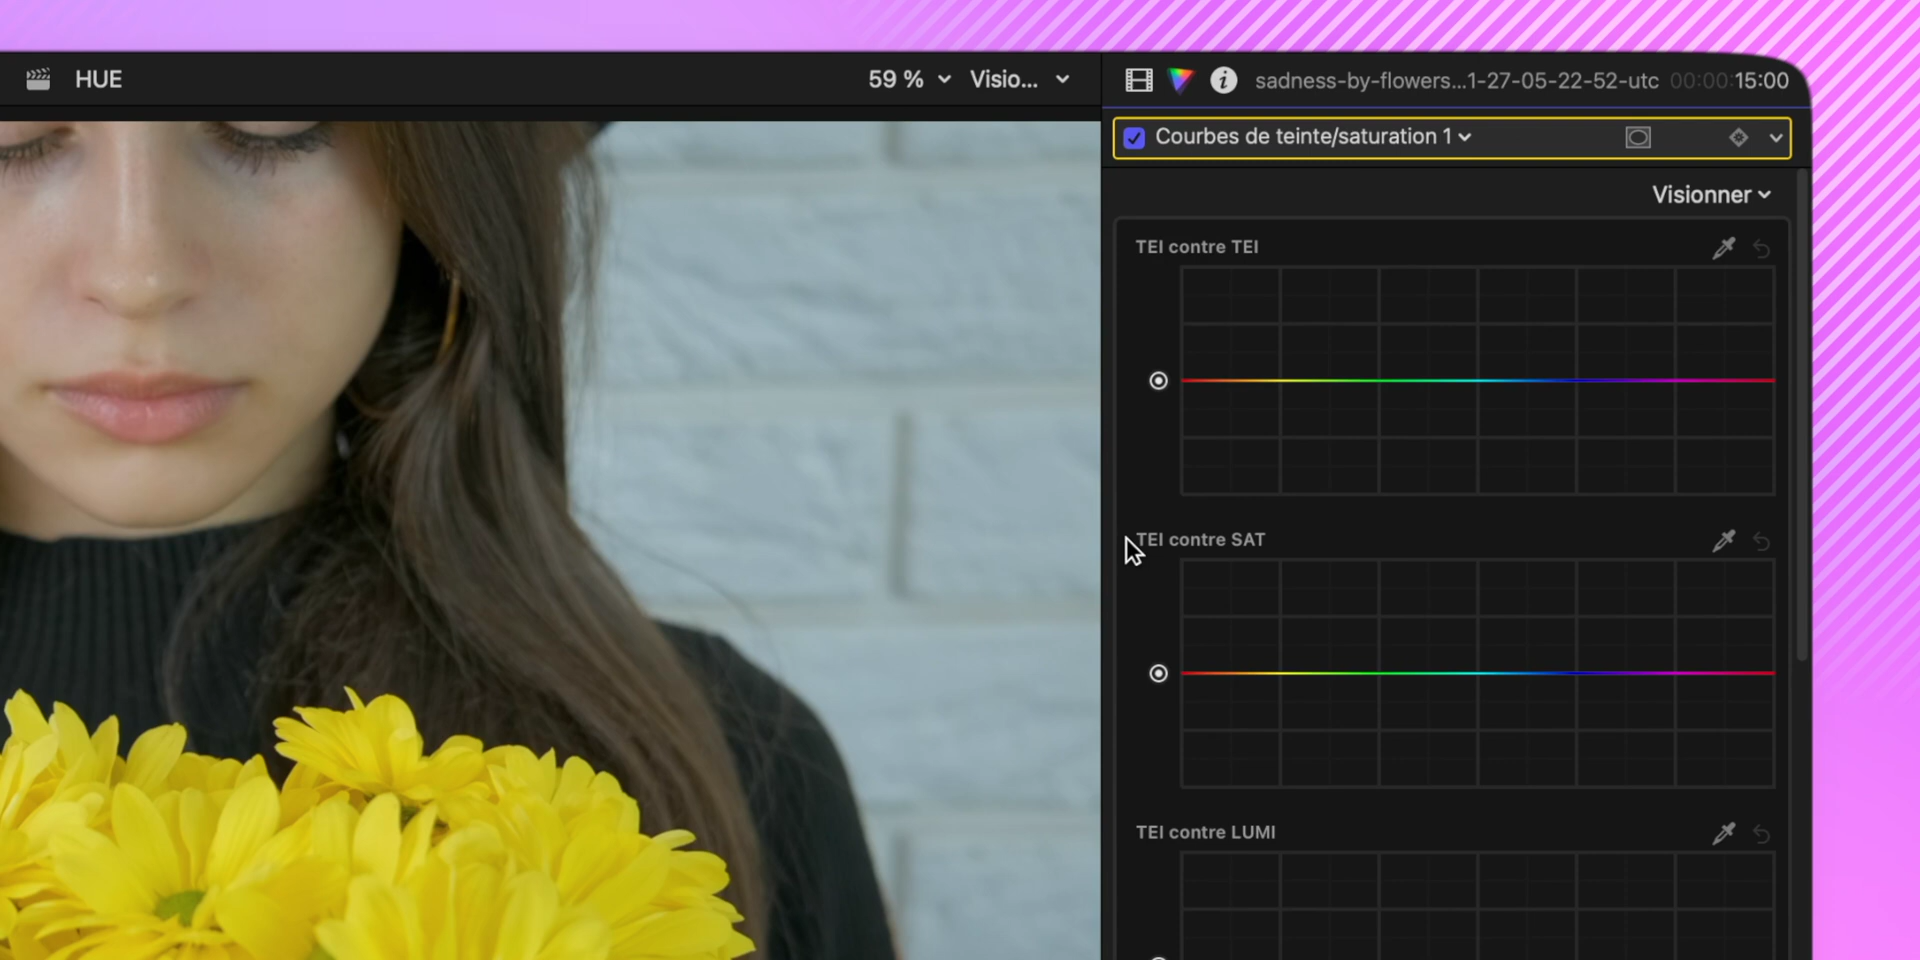 HUE
59 %
Visio...
sadness-by-flowers...1-27-05-22-52-utc 00:00:15:00
Courbes de teinte/saturation 1
Visionner
TEI contre TEI
TEI contre SAT
TEI contre LUMI